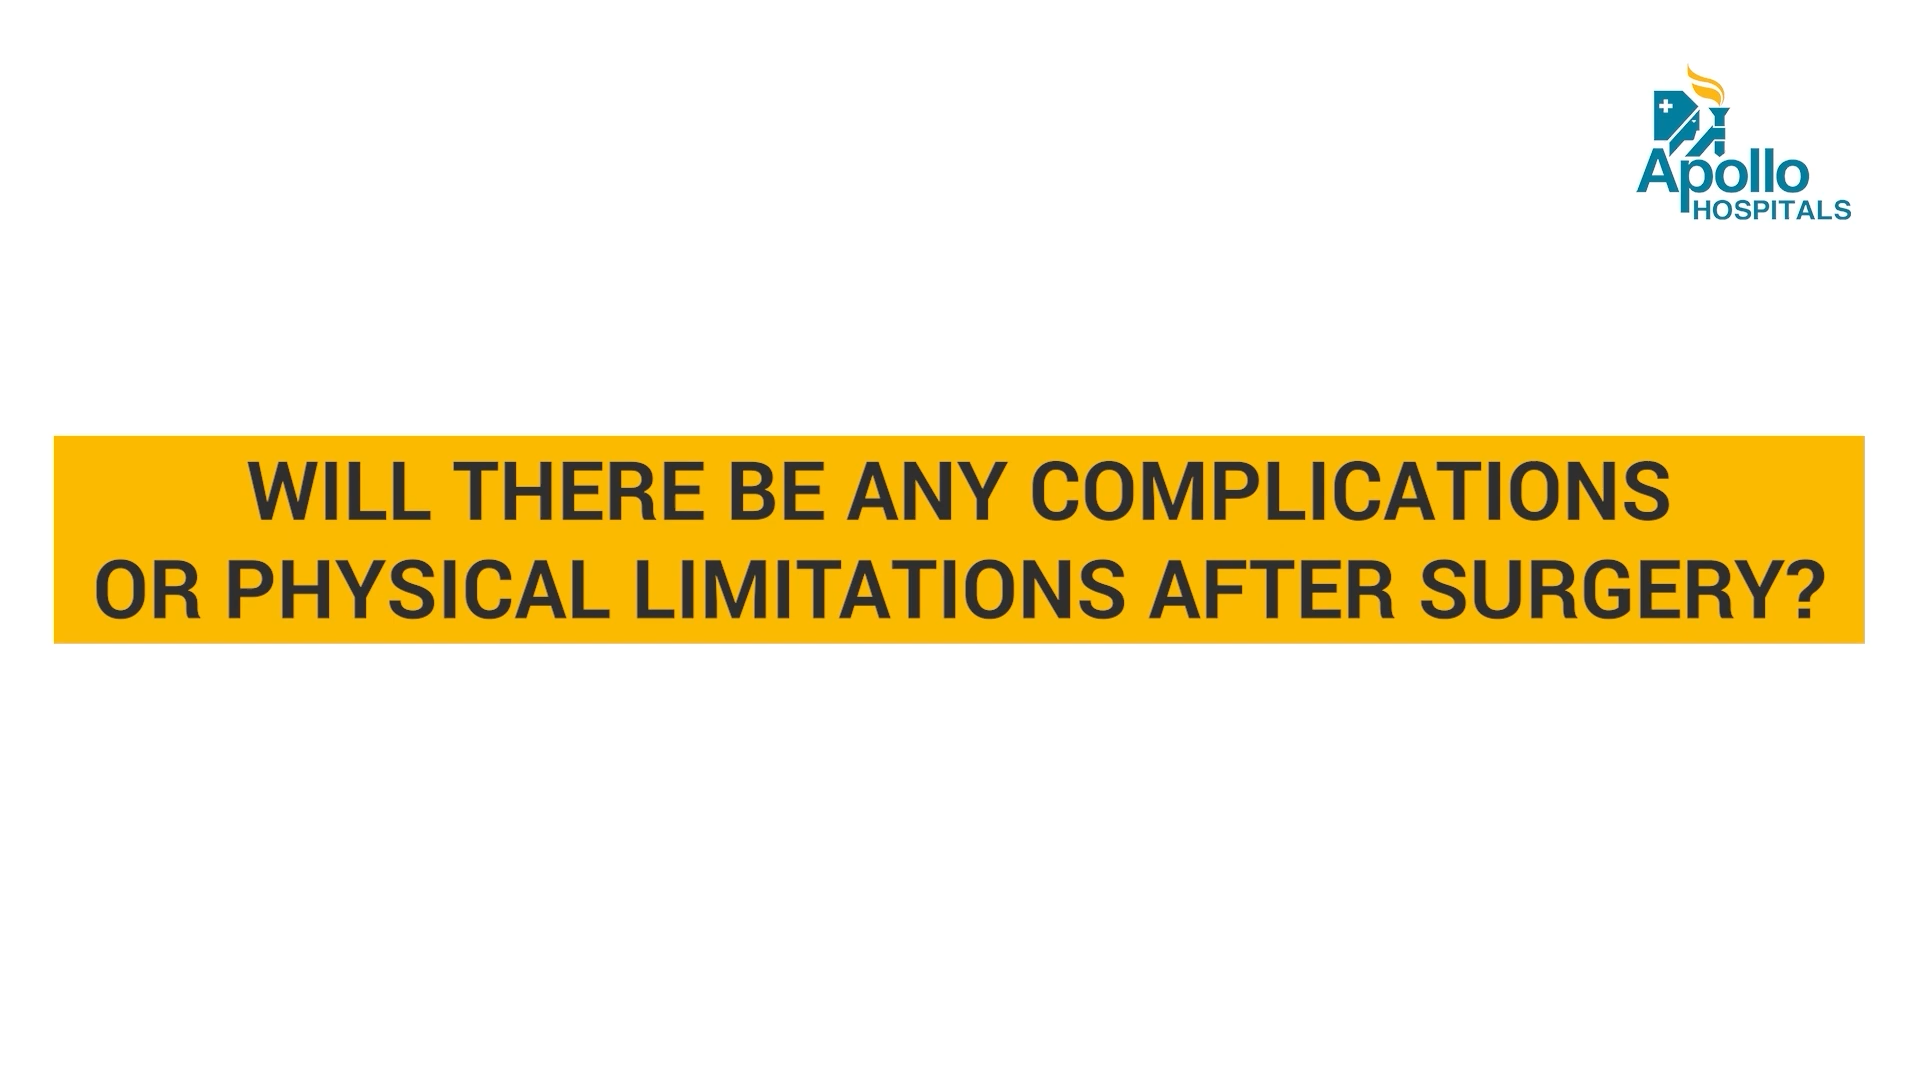 Apollo
HOSPITALS
WILL THERE BE ANY COMPLICATIONS
OR PHYSICAL LIMITATIONS AFTER SURGERY?